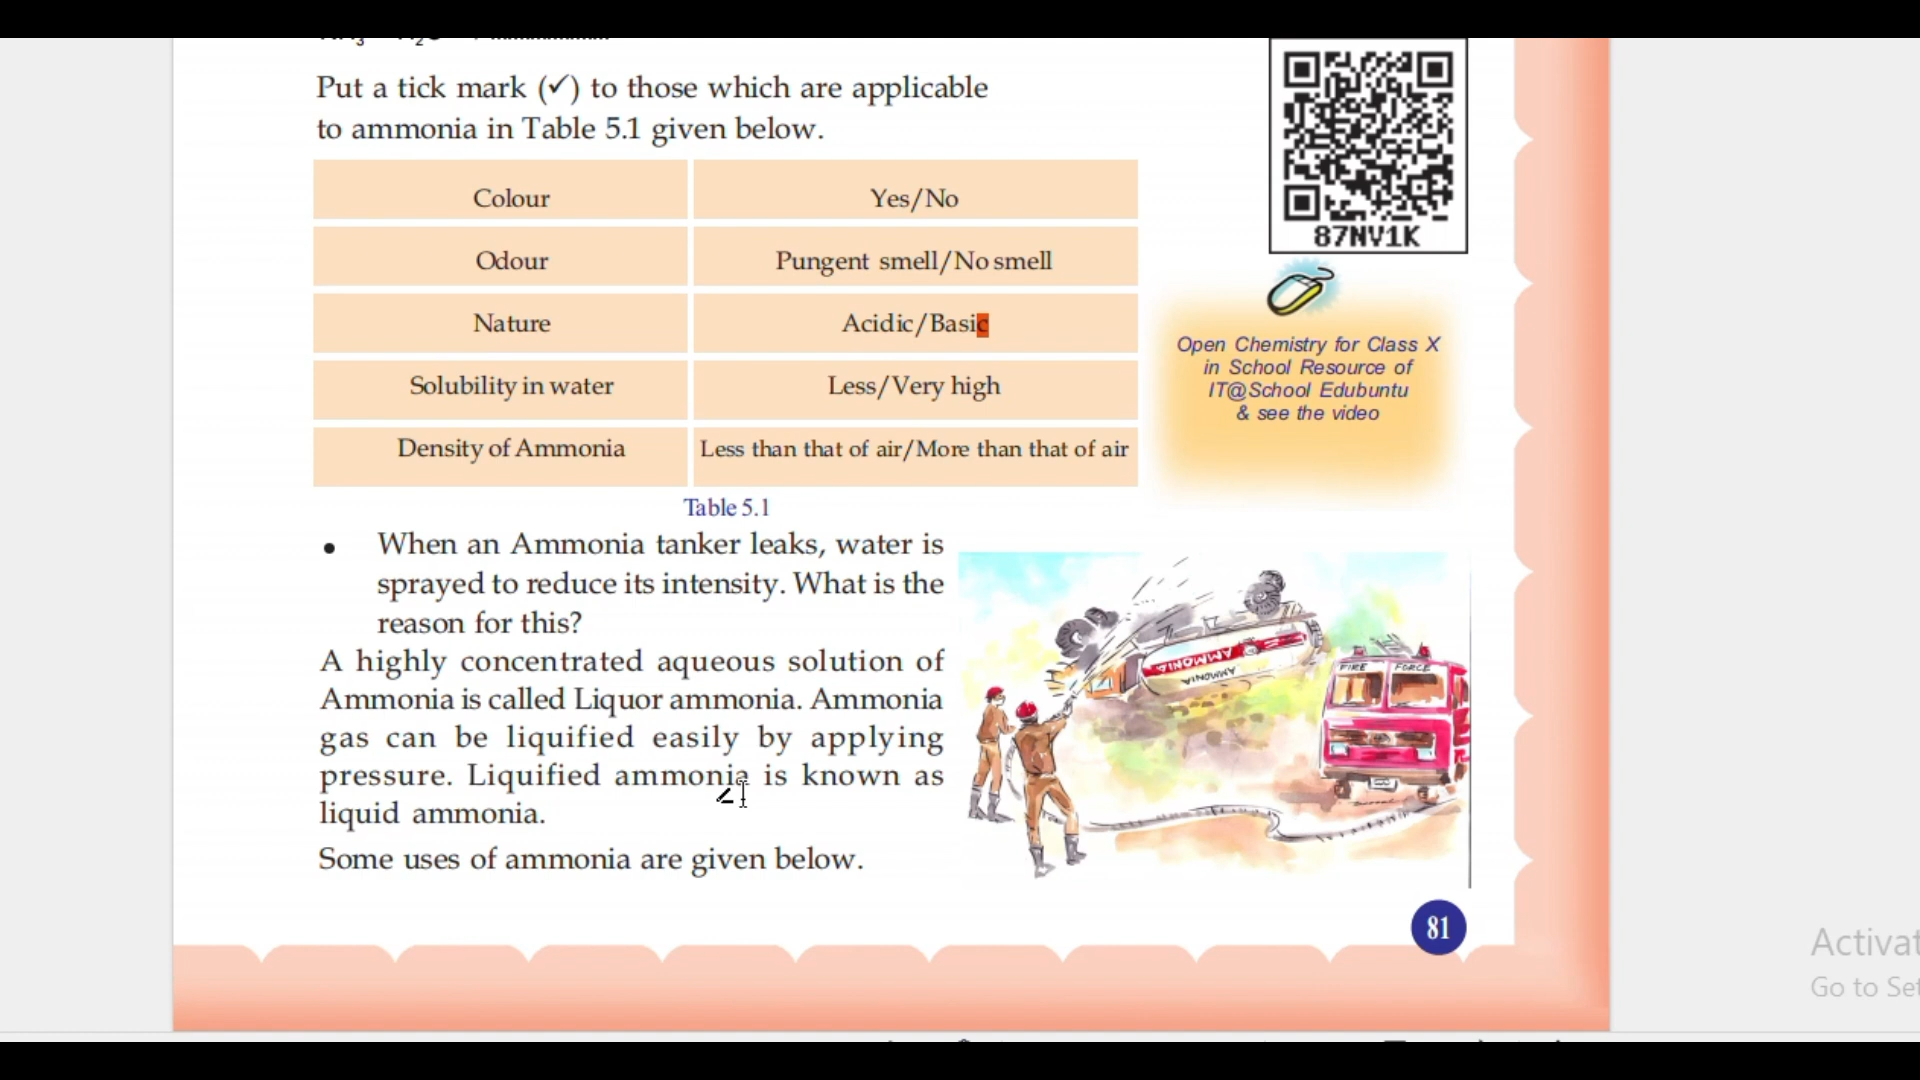 Put a tick mark (✓) to those which are applicable
to ammonia in Table 5.1 given below.
87NV1K
Colour Yes/No
Odour Pungent smell/No smell
Nature Acidic/Basic
Solubility in water Less/Very high
Density of Ammonia Less than that of air/More than that of air
Table 5.1
Open Chemistry for Class X
in School Resource of
IT@School Edubuntu
& see the video
• When an Ammonia tanker leaks, water is
sprayed to reduce its intensity. What is the
reason for this?
A highly concentrated aqueous solution of
Ammonia is called Liquor ammonia. Ammonia
gas can be liquified easily by applying
pressure. Liquified ammonia is known as
liquid ammonia.
Some uses of ammonia are given below.
AMMONIA
AMMONIA
FIRE FORCE
81
Activat
Go to Set